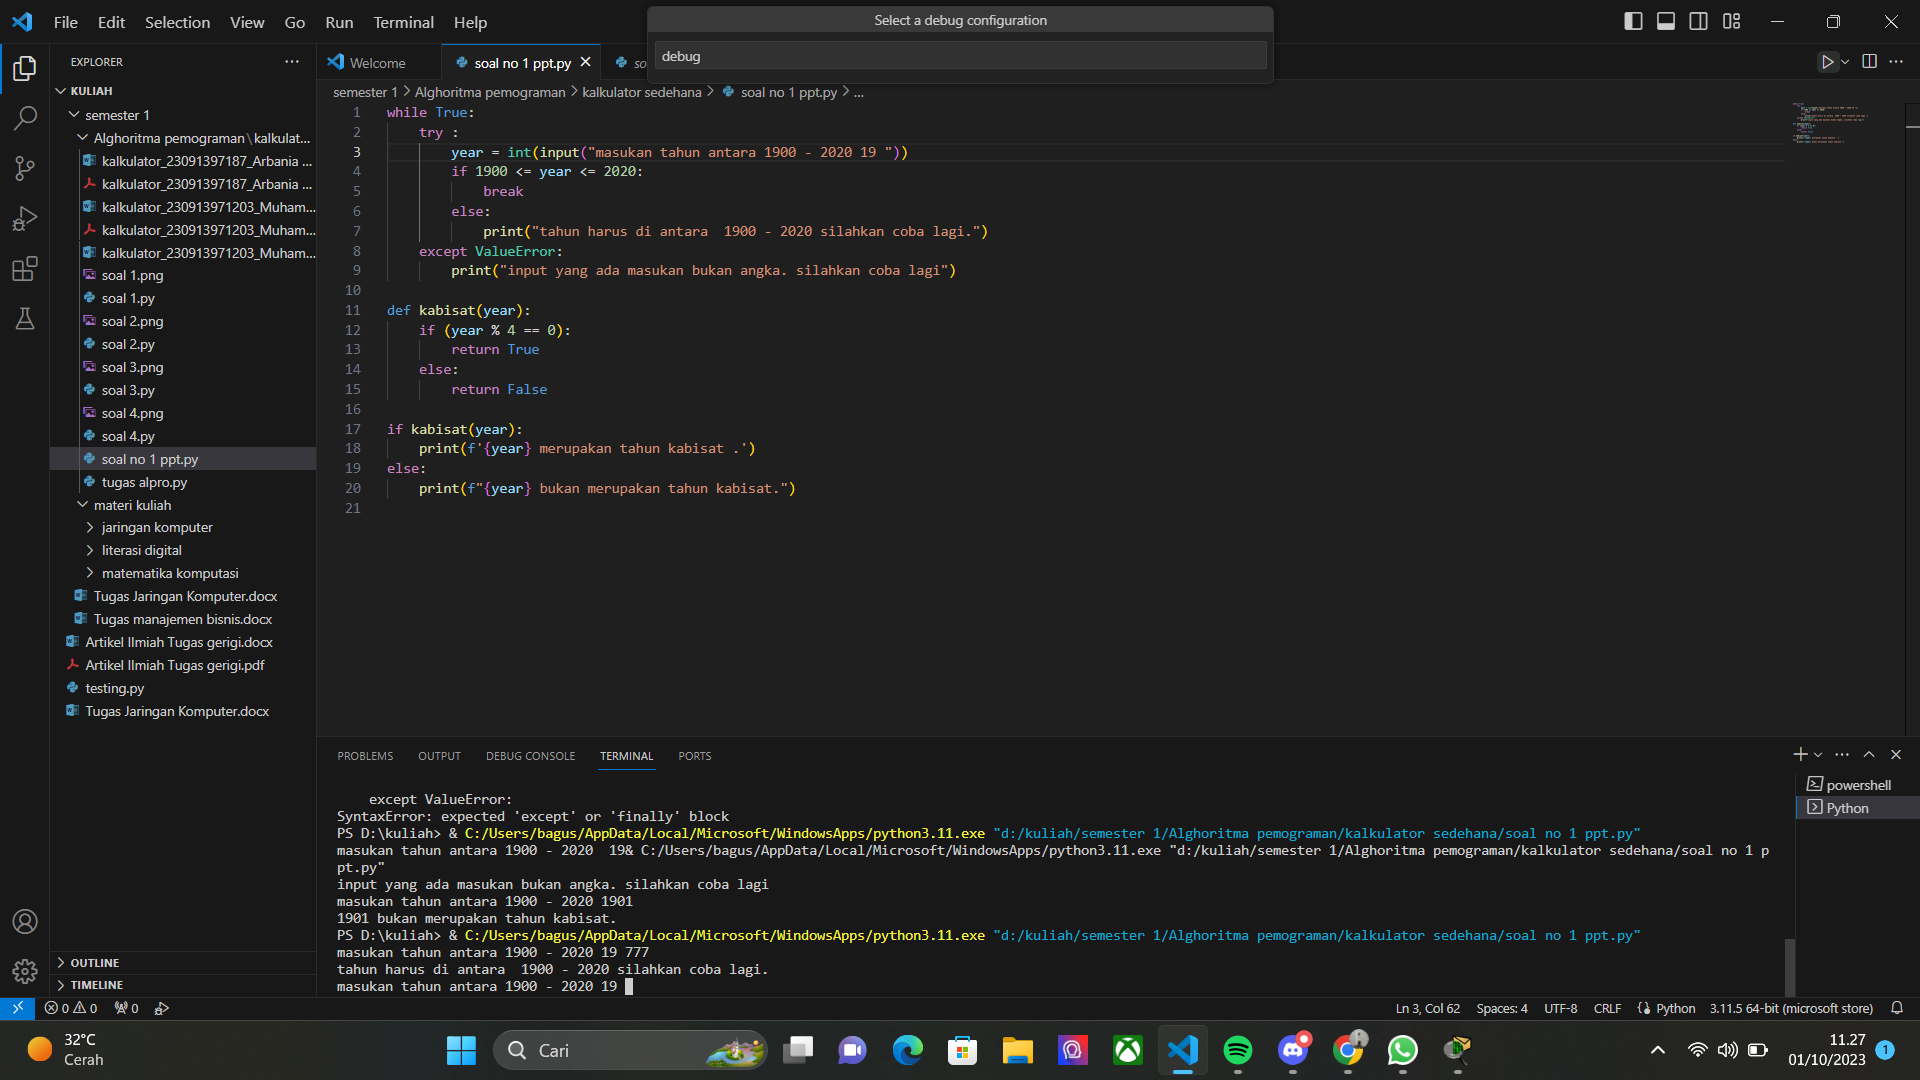 File Edit Selection View Go Run Terminal Help
Select a debug configuration
debug
EXPLORER
Welcome
soal no 1 ppt.py
so
KULIAH
semester 1
Alghoritma pemograman\kalkulat...
kalkulator_23091397187_Arbania ...
kalkulator_23091397187_Arbania ...
kalkulator_230913971203_Muham...
kalkulator_230913971203_Muham...
kalkulator_230913971203_Muham...
soal 1.png
soal 1.py
soal 2.png
soal 2.py
soal 3.png
soal 3.py
soal 4.png
soal 4.py
soal no 1 ppt.py
tugas alpro.py
materi kuliah
jaringan komputer
literasi digital
matematika komputasi
Tugas Jaringan Komputer.docx
Tugas manajemen bisnis.docx
Artikel Ilmiah Tugas gerigi.docx
Artikel Ilmiah Tugas gerigi.pdf
testing.py
Tugas Jaringan Komputer.docx
OUTLINE
TIMELINE
semester 1 > Alghoritma pemograman > kalkulator sedehana > soal no 1 ppt.py > ...
1 while True:
2     try :
3         year = int(input("masukan tahun antara 1900 - 2020 19 "))
4         if 1900 <= year <= 2020:
5             break
6         else:
7             print("tahun harus di antara  1900 - 2020 silahkan coba lagi.")
8     except ValueError:
9         print("input yang ada masukan bukan angka. silahkan coba lagi")
10
11 def kabisat(year):
12     if (year % 4 == 0):
13         return True
14     else:
15         return False
16
17 if kabisat(year):
18     print(f'{year} merupakan tahun kabisat .')
19 else:
20     print(f"{year} bukan merupakan tahun kabisat.")
21
PROBLEMS OUTPUT DEBUG CONSOLE TERMINAL PORTS
powershell
Python
    except ValueError:
SyntaxError: expected 'except' or 'finally' block
PS D:\kuliah> & C:/Users/bagus/AppData/Local/Microsoft/WindowsApps/python3.11.exe "d:/kuliah/semester 1/Alghoritma pemograman/kalkulator sedehana/soal no 1 ppt.py"
masukan tahun antara 1900 - 2020  19& C:/Users/bagus/AppData/Local/Microsoft/WindowsApps/python3.11.exe "d:/kuliah/semester 1/Alghoritma pemograman/kalkulator sedehana/soal no 1 p
pt.py"
input yang ada masukan bukan angka. silahkan coba lagi
masukan tahun antara 1900 - 2020 1901
1901 bukan merupakan tahun kabisat.
PS D:\kuliah> & C:/Users/bagus/AppData/Local/Microsoft/WindowsApps/python3.11.exe "d:/kuliah/semester 1/Alghoritma pemograman/kalkulator sedehana/soal no 1 ppt.py"
masukan tahun antara 1900 - 2020 19 777
tahun harus di antara  1900 - 2020 silahkan coba lagi.
masukan tahun antara 1900 - 2020 19
0 0 0
Ln 3, Col 62 Spaces: 4 UTF-8 CRLF Python 3.11.5 64-bit (microsoft store)
32°C
Cerah
Cari
11.27
01/10/2023
1